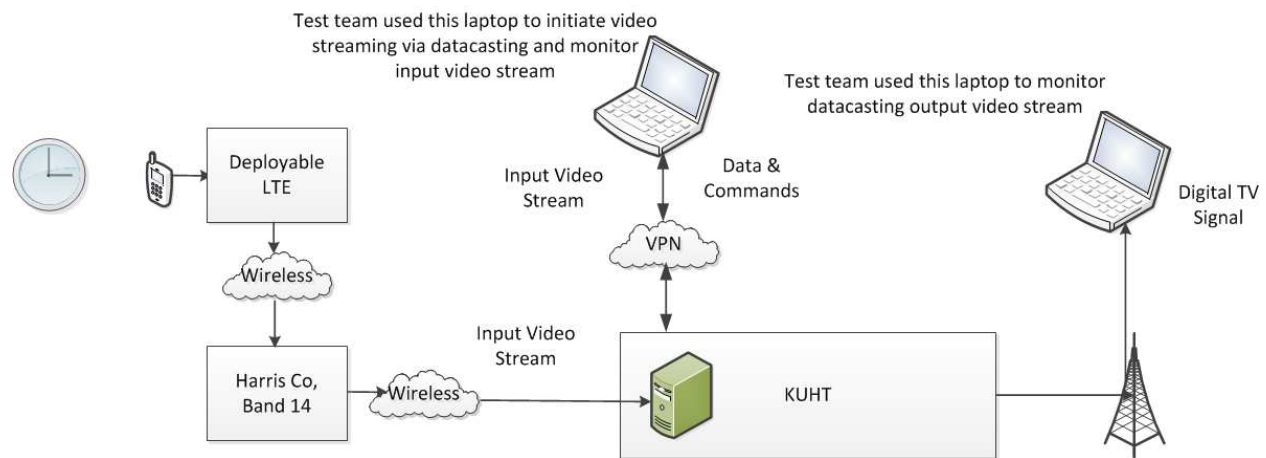 Test team used this laptop to initiate video
streaming via datacasting and monitor
input video stream
Test team used this laptop to monitor
datacasting output video stream
Deployable
LTE
Input Video
Stream
Data &
Commands
Digital TV
Signal
VPN
Wireless
Input Video
Stream
Harris Co,
Band 14
Wireless
KUHT